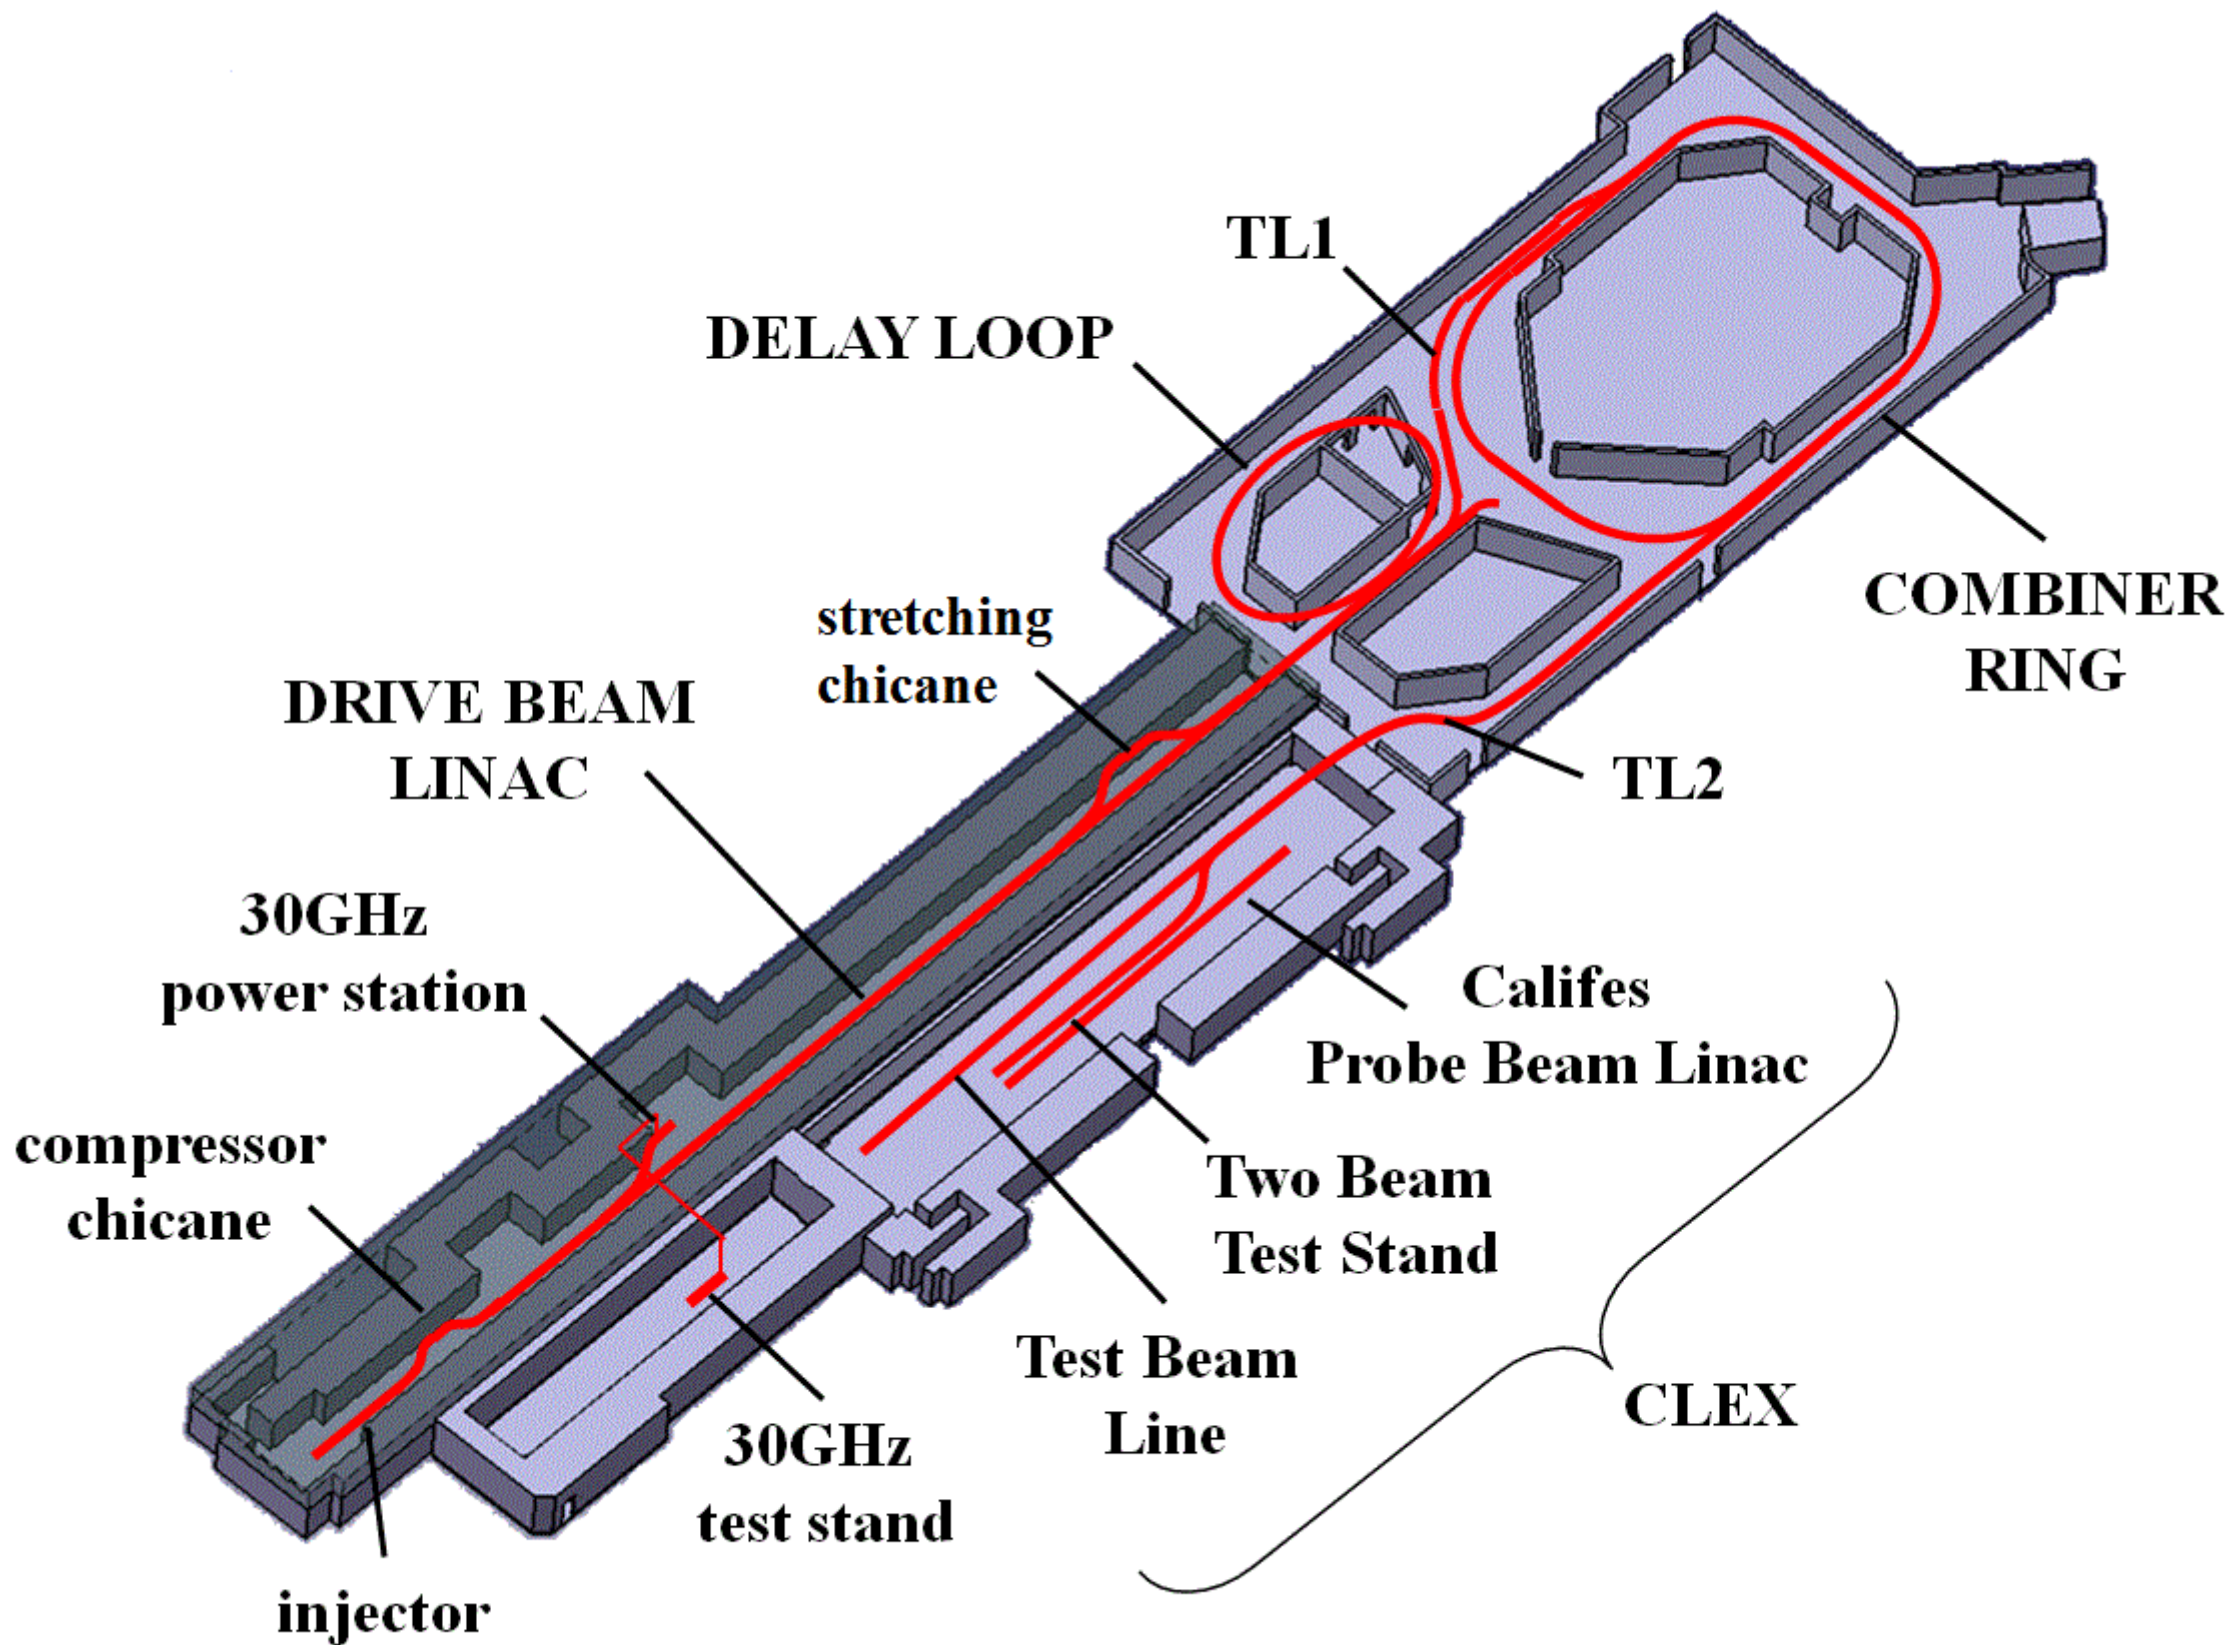 TL1
DELAY LOOP
COMBINER
RING
stretching
chicane
DRIVE BEAM
LINAC
TL2
30GHz
power station
Califes
Probe Beam Linac
compressor
chicane
Two Beam
Test Stand
Test Beam
Line
CLEX
30GHz
test stand
injector